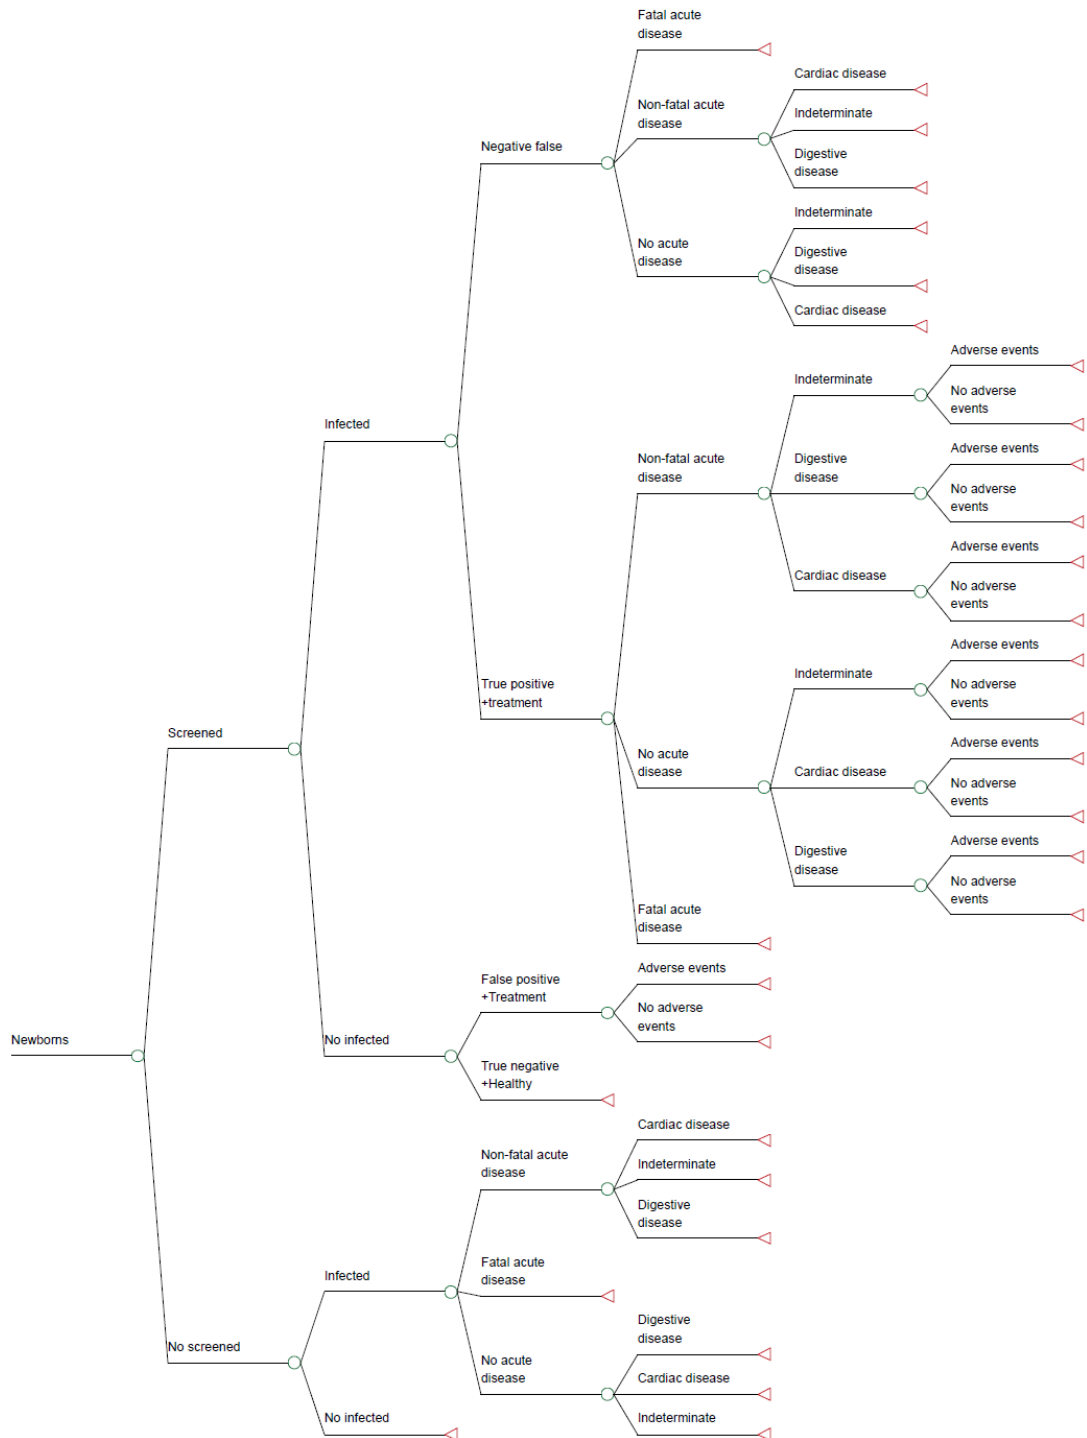 Fatal acute
disease
Cardiac disease
Non-fatal acute
disease
Indeterminate
Negative false
Digestive
disease
Indeterminate
No acute
disease
Digestive
disease
Cardiac disease
Adverse events
Indeterminate
No adverse
events
Infected
Adverse events
Non-fatal acute
disease
Digestive
disease
No adverse
events
Adverse events
Cardiac disease
No adverse
events
Adverse events
True positive
+treatment
Indeterminate
No adverse
events
Screened
Adverse events
No acute
disease
Cardiac disease
No adverse
events
Adverse events
Digestive
disease
No adverse
events
Fatal acute
disease
False positive
+Treatment
Adverse events
No adverse
events
Newborns
No infected
True negative
+Healthy
Cardiac disease
Non-fatal acute
disease
Indeterminate
Digestive
disease
Infected
Fatal acute
disease
Digestive
disease
No screened
No acute
disease
Cardiac disease
No infected
Indeterminate